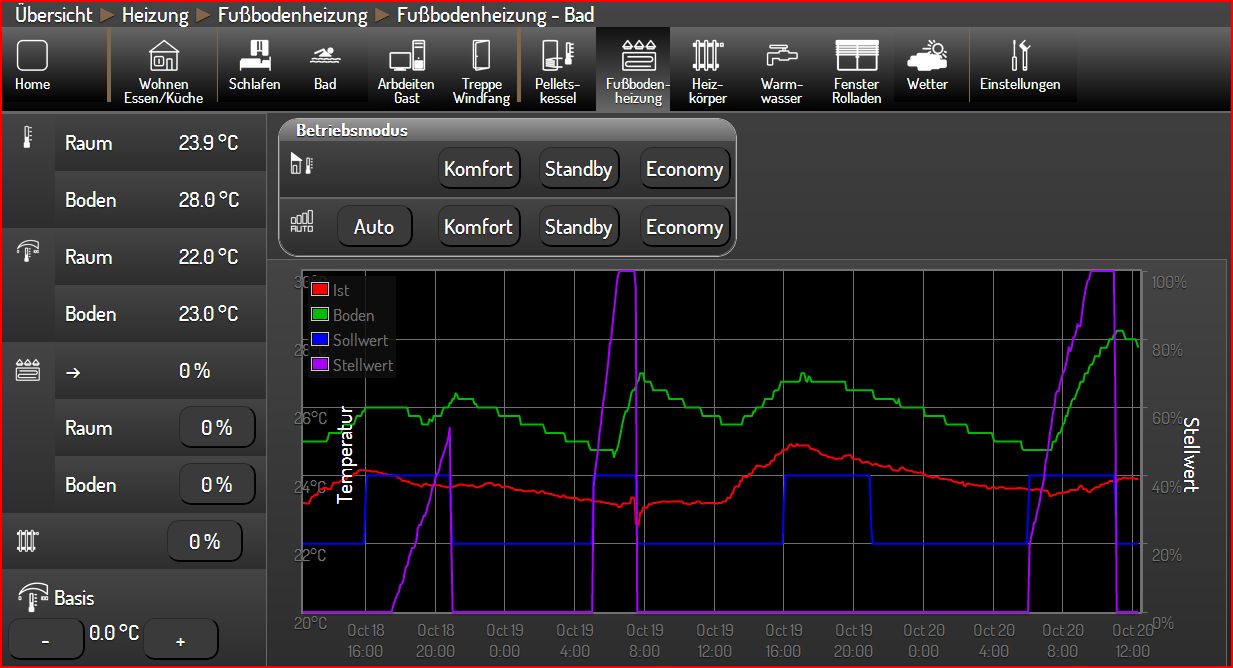 Übersicht Heizung Fußbodenheizung Fußbodenheizung - Bad
Home
Wohnen
Essen/Küche
Schlafen
Bad
Arbdeiten
Gast
Treppe
Windfang
Pellets-
kessel
Fußboden-
heizung
Heiz-
körper
Warm-
wasser
Fenster
Rolladen
Wetter
Einstellungen
Raum 23.9 °C
Boden 28.0 °C
Raum 22.0 °C
Boden 23.0 °C
→ 0 %
Raum 0 %
Boden 0 %
0 %
Basis
- 0.0 °C +
Betriebsmodus
Komfort Standby Economy
AUTO Auto Komfort Standby Economy
Ist
Boden
Sollwert
Stellwert
30°C
28°C
26°C
24°C
22°C
20°C
Temperatur
100%
80%
60%
40%
20%
0%
Stellwert
Oct 18 Oct 18 Oct 19 Oct 19 Oct 19 Oct 19 Oct 19 Oct 19 Oct 20 Oct 20 Oct 20 Oct 20
16:00 20:00 0:00 4:00 8:00 12:00 16:00 20:00 0:00 4:00 8:00 12:00